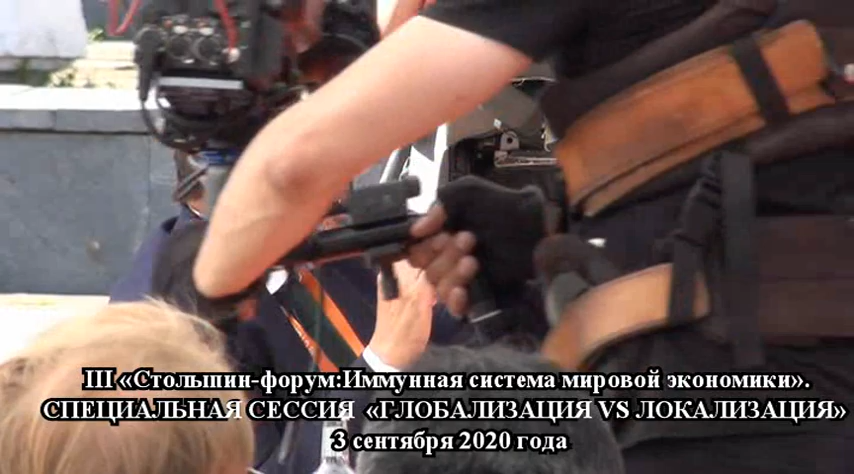 III «Столыпин-форум:Иммунная система мировой экономики».
СПЕЦИАЛЬНАЯ СЕССИЯ «ГЛОБАЛИЗАЦИЯ VS ЛОКАЛИЗАЦИЯ»
3 сентября 2020 года